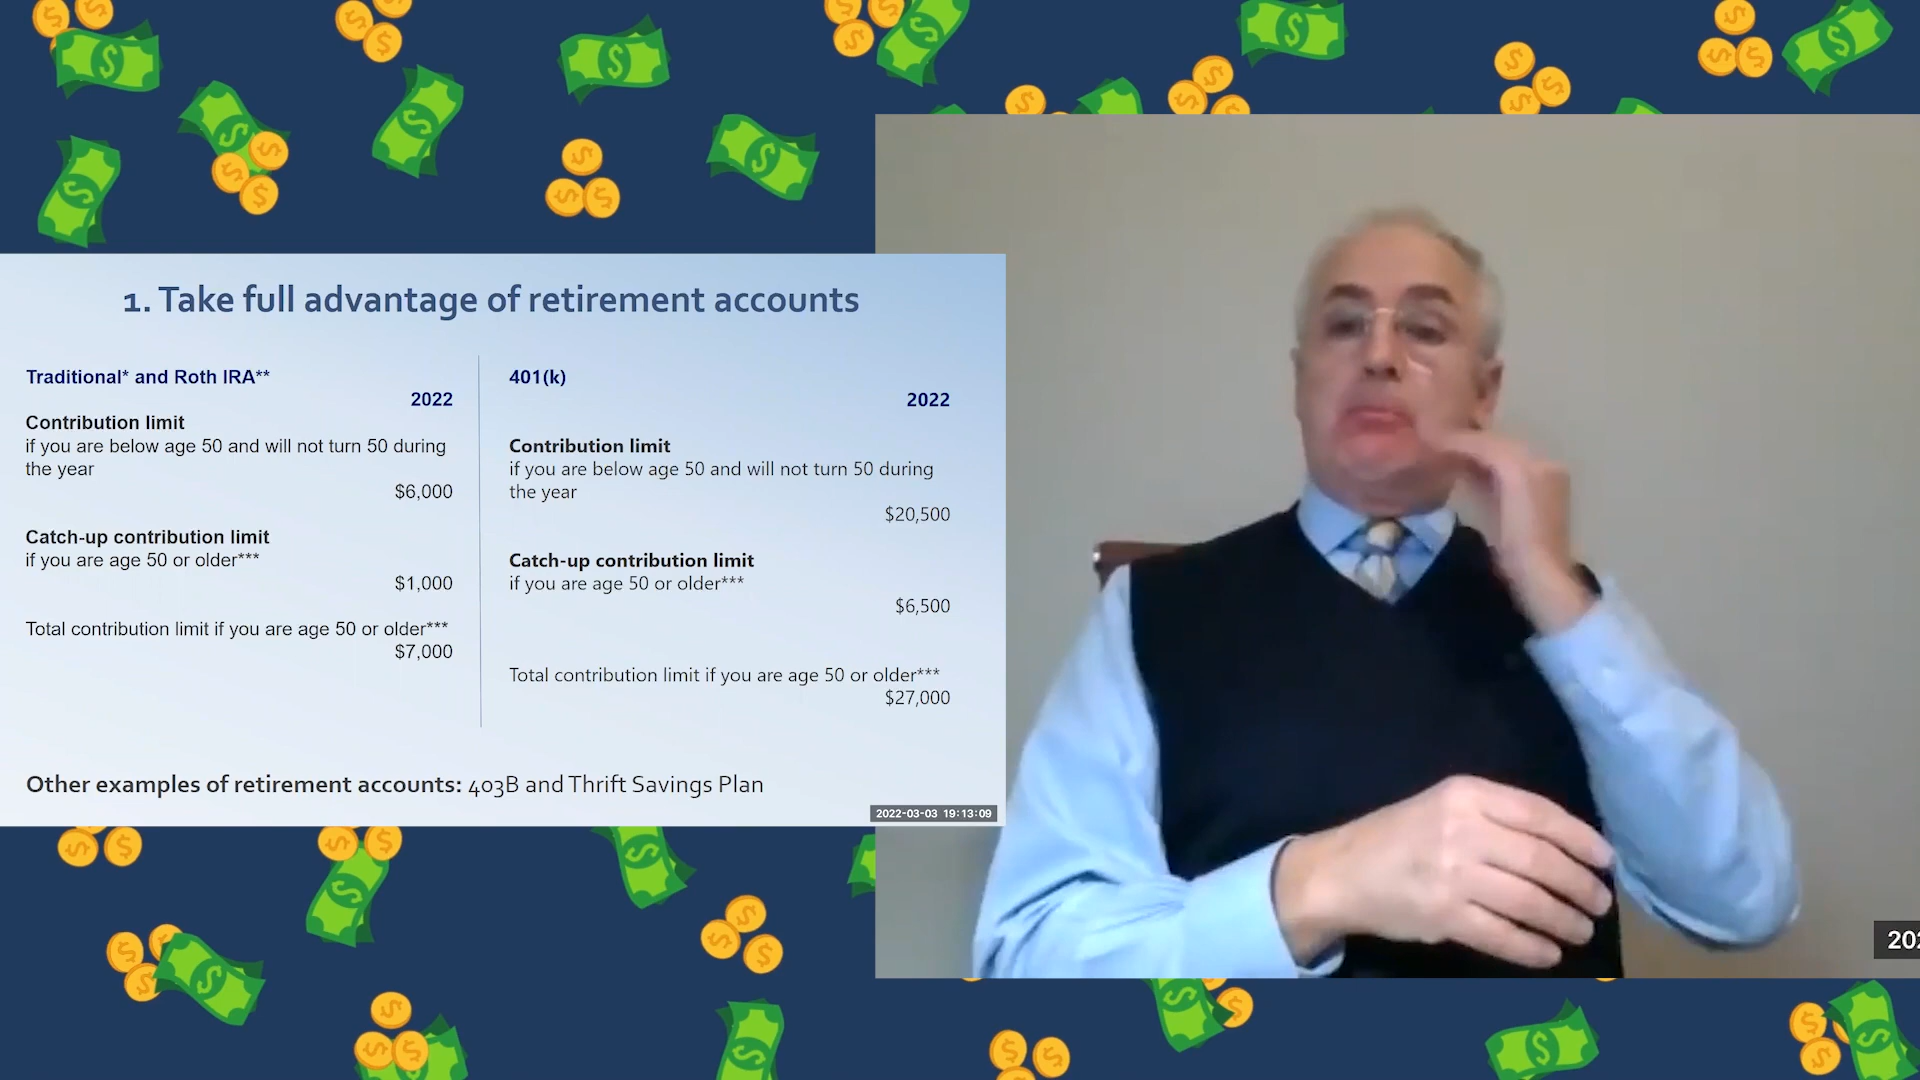 1. Take full advantage of retirement accounts
Traditional* and Roth IRA**
2022
Contribution limit
if you are below age 50 and will not turn 50 during
the year
$6,000
Catch-up contribution limit
if you are age 50 or older***
$1,000
Total contribution limit if you are age 50 or older***
$7,000
401(k)
2022
Contribution limit
if you are below age 50 and will not turn 50 during
the year
$20,500
Catch-up contribution limit
if you are age 50 or older***
$6,500
Total contribution limit if you are age 50 or older***
$27,000
Other examples of retirement accounts: 403B and Thrift Savings Plan
2022-03-03 19:13:09